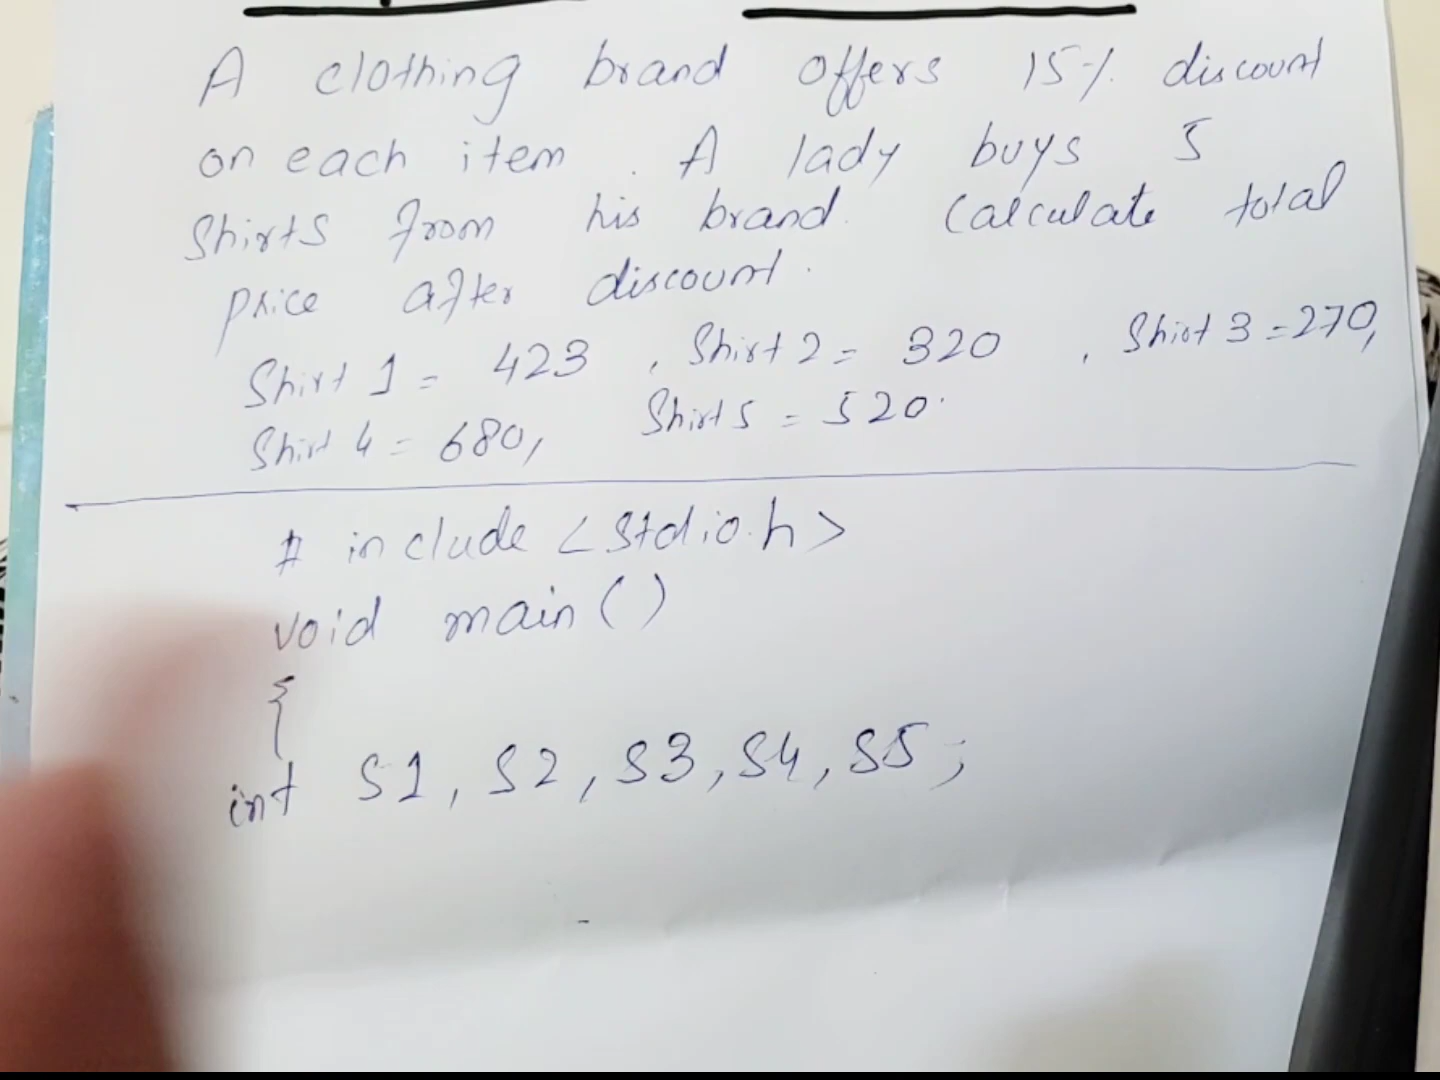 A clothing brand offers 15% discount
on each item. A lady buys 5
Shirts from his brand. Calculate total
price after discount.
Shirt 1 = 423, Shirt 2 = 320, Shirt 3 = 270,
Shirt 4 = 680, Shirt 5 = 520.
# include <stdio.h>
void main()
{
int S1, S2, S3, S4, S5;